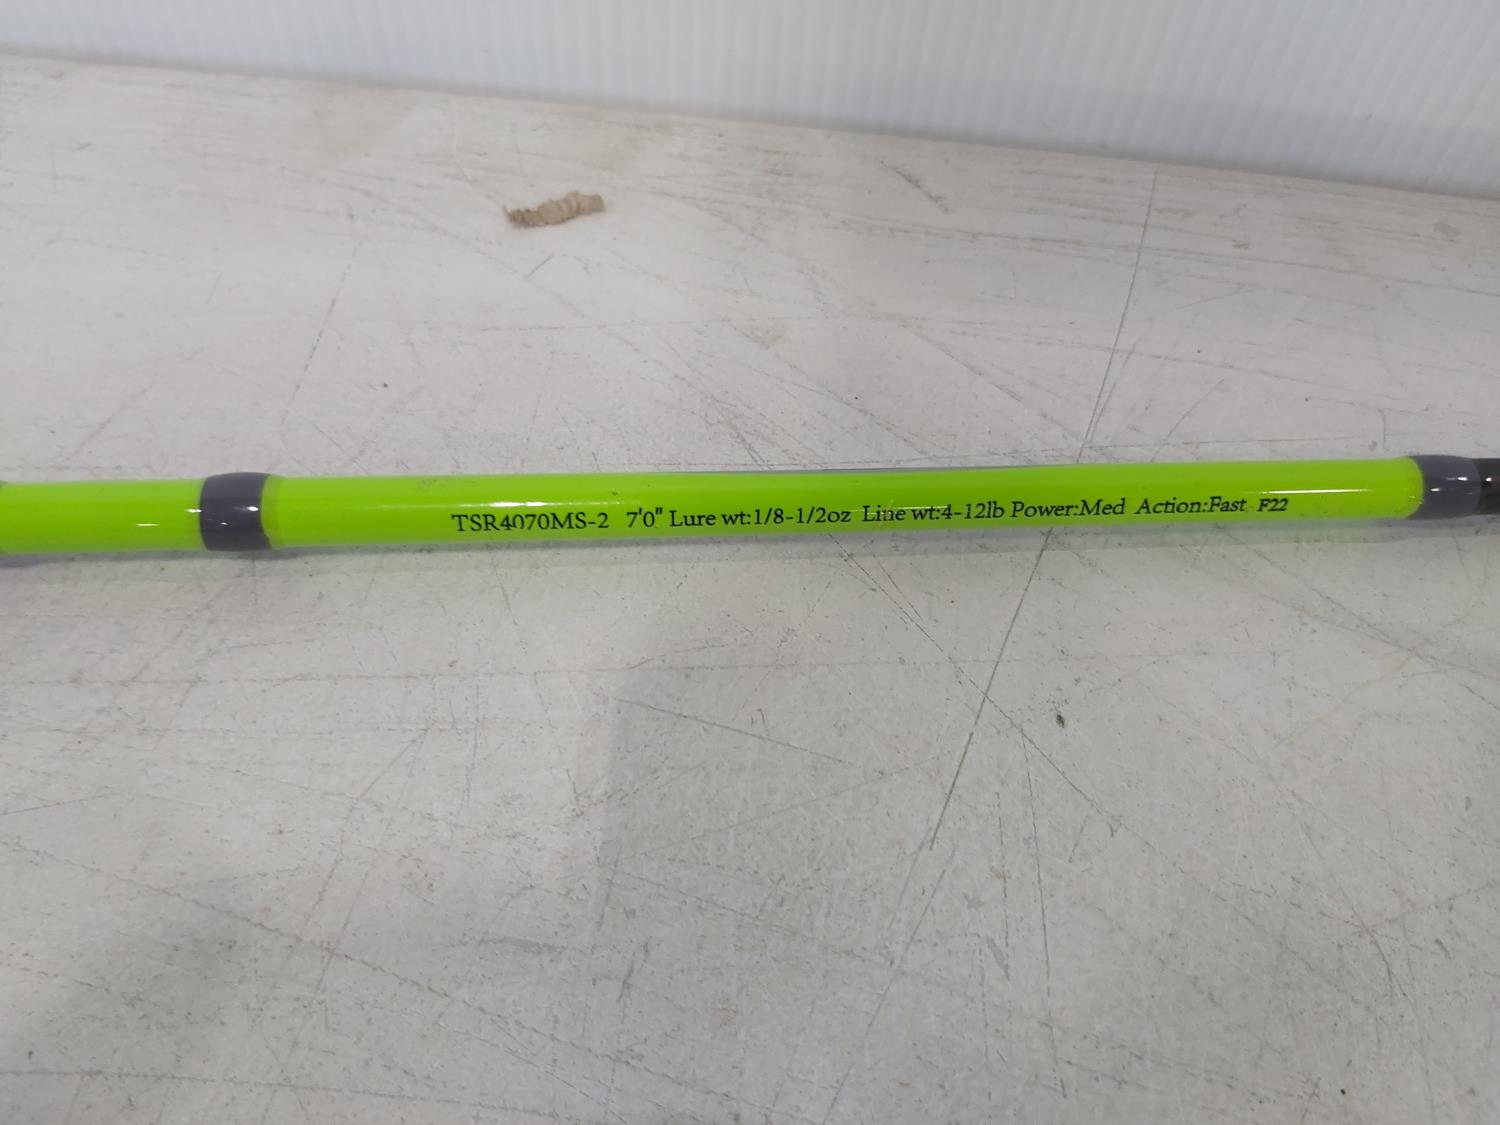 TSR4070MS-2 7'0" Lure wt:1/8-1/2oz Line wt:4-12lb Power:Med Action:Fast F22